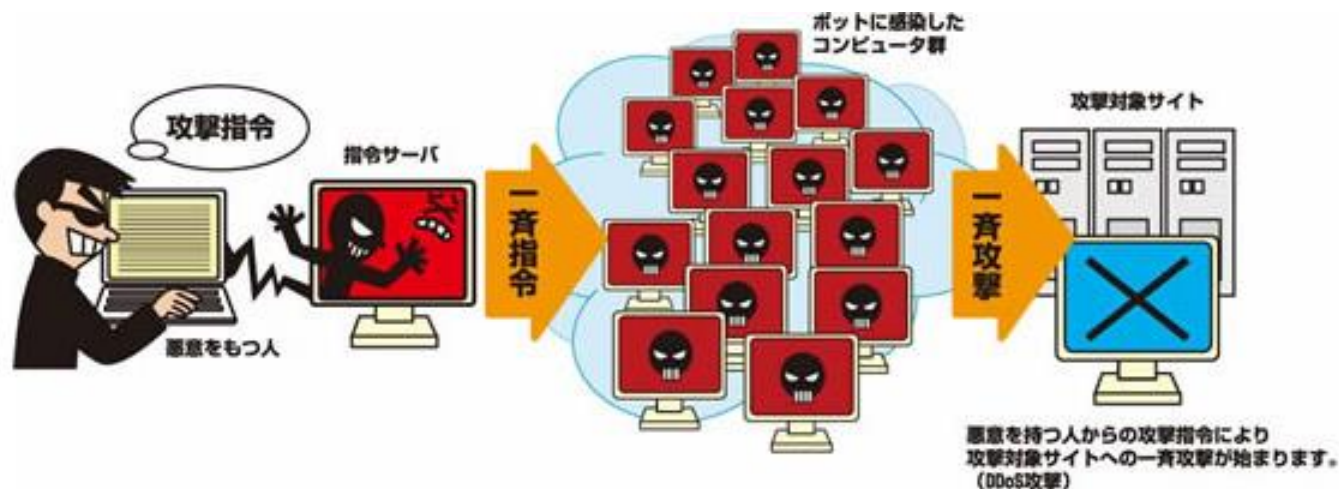 ボットに感染した
コンピュータ群
攻撃指令
指令サーバ
攻撃対象サイト
一斉指令
一斉攻撃
悪意をもつ人
悪意を持つ人からの攻撃指令により
攻撃対象サイトへの一斉攻撃が始まります。
(DDoS攻撃)